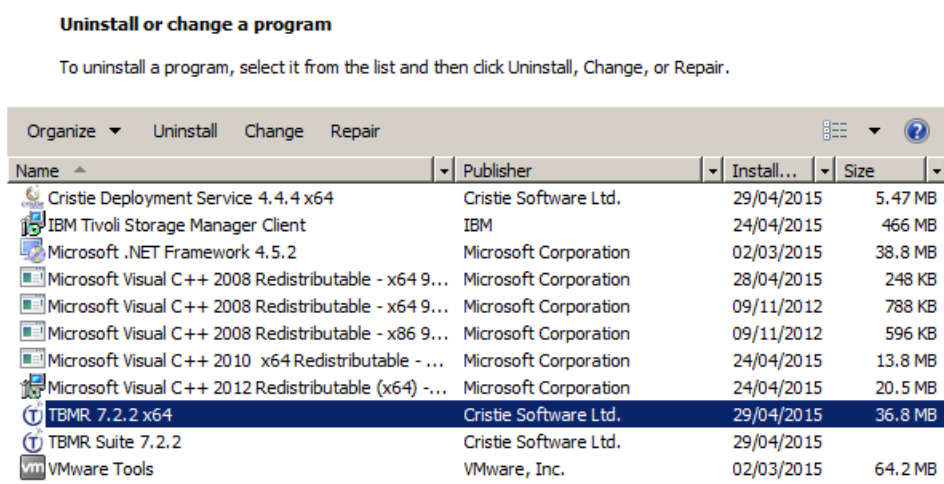 Uninstall or change a program
To uninstall a program, select it from the list and then click Uninstall, Change, or Repair.
Organize Uninstall Change Repair
Name Publisher Install... Size
Cristie Deployment Service 4.4.4 x64 Cristie Software Ltd. 29/04/2015 5.47 MB
IBM Tivoli Storage Manager Client IBM 24/04/2015 466 MB
Microsoft .NET Framework 4.5.2 Microsoft Corporation 02/03/2015 38.8 MB
Microsoft Visual C++ 2008 Redistributable - x64 9... Microsoft Corporation 28/04/2015 248 KB
Microsoft Visual C++ 2008 Redistributable - x64 9... Microsoft Corporation 09/11/2012 788 KB
Microsoft Visual C++ 2008 Redistributable - x86 9... Microsoft Corporation 09/11/2012 596 KB
Microsoft Visual C++ 2010  x64 Redistributable - ... Microsoft Corporation 24/04/2015 13.8 MB
Microsoft Visual C++ 2012 Redistributable (x64) -... Microsoft Corporation 24/04/2015 20.5 MB
TBMR 7.2.2 x64 Cristie Software Ltd. 29/04/2015 36.8 MB
TBMR Suite 7.2.2 Cristie Software Ltd. 29/04/2015
vm VMware Tools VMware, Inc. 02/03/2015 64.2 MB